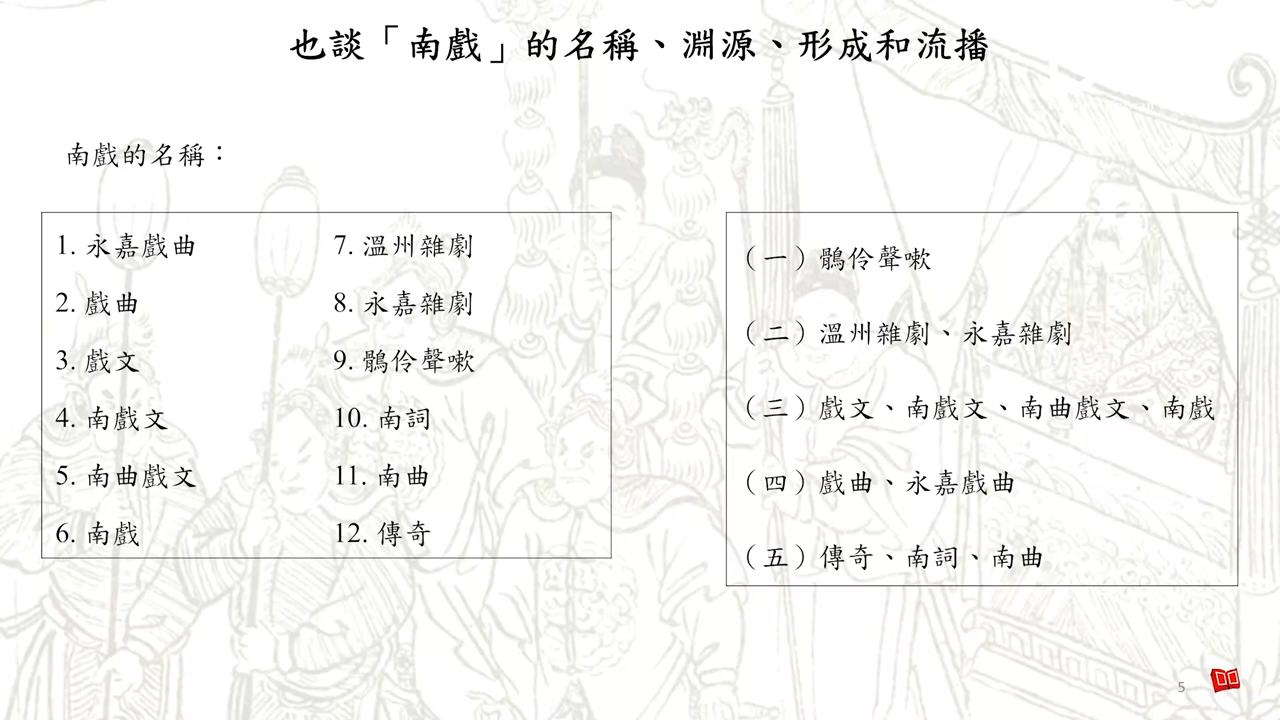 也談「南戲」的名稱、淵源、形成和流播
南戲的名稱：
1. 永嘉戲曲
2. 戲曲
3. 戲文
4. 南戲文
5. 南曲戲文
6. 南戲
7. 溫州雜劇
8. 永嘉雜劇
9. 鶻伶聲嗽
10. 南詞
11. 南曲
12. 傳奇
（一）鶻伶聲嗽
（二）溫州雜劇、永嘉雜劇
（三）戲文、南戲文、南曲戲文、南戲
（四）戲曲、永嘉戲曲
（五）傳奇、南詞、南曲
5